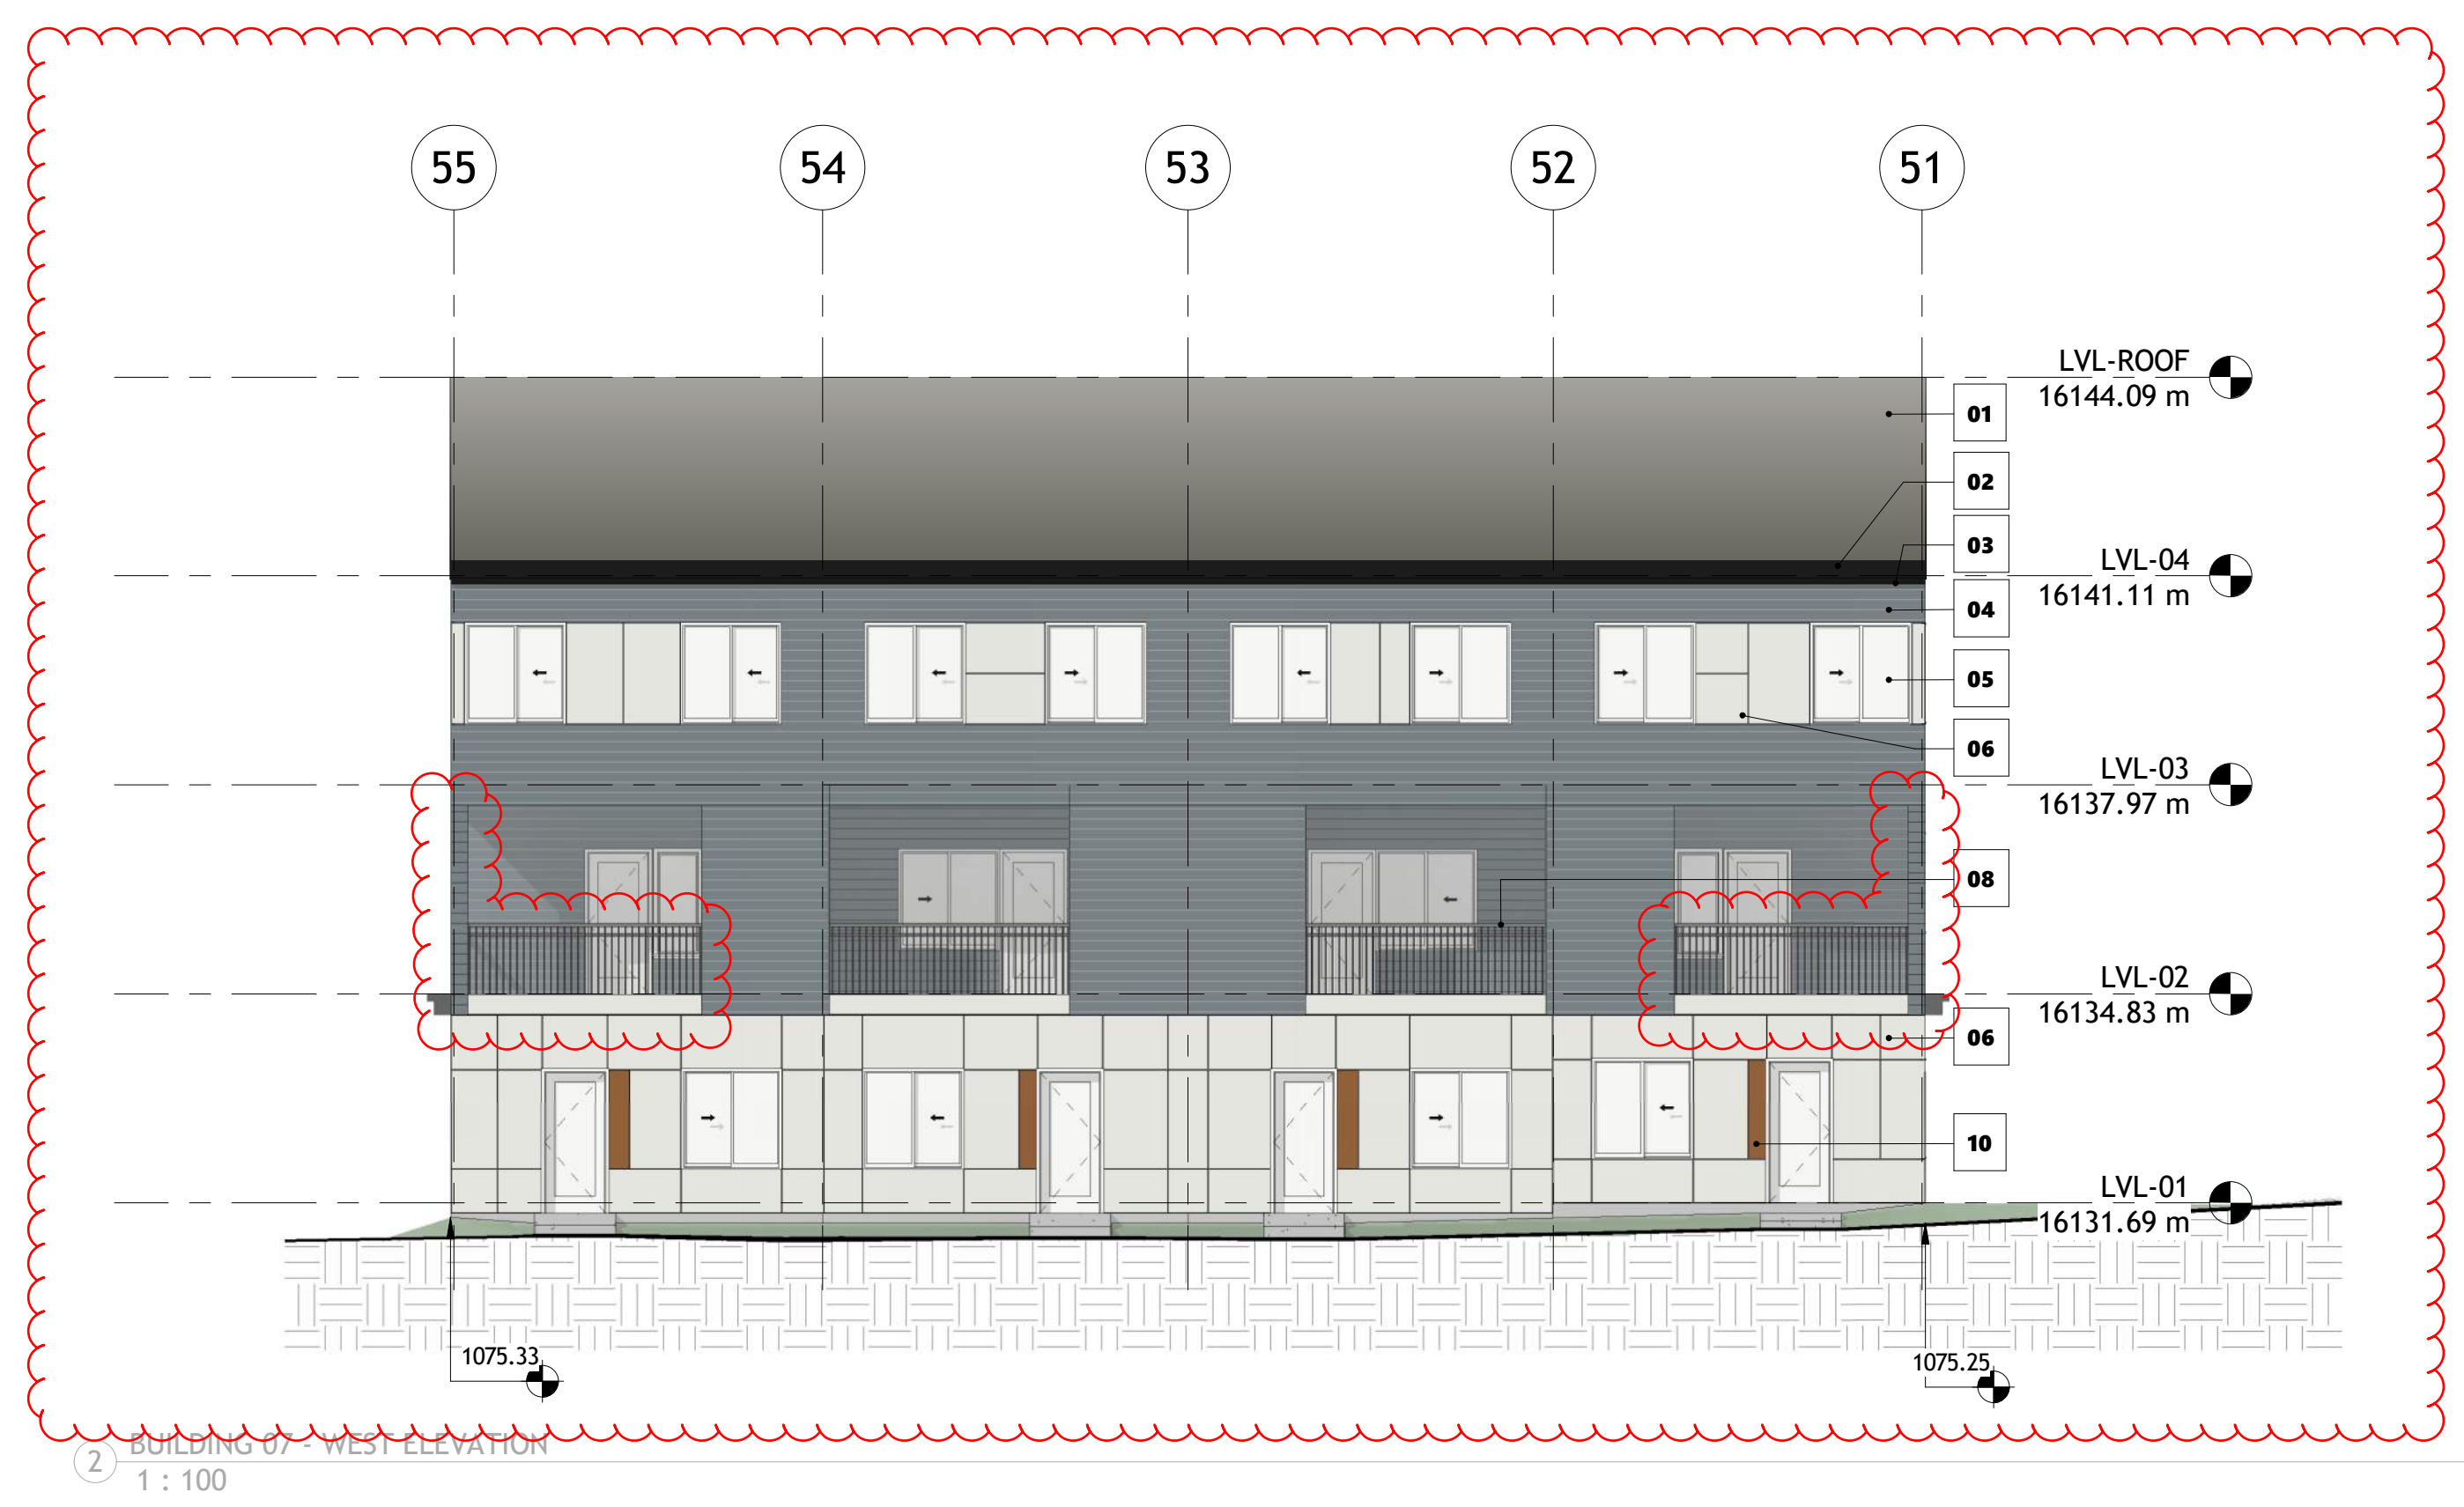 55 54 53 52 51
LVL-ROOF
16144.09 m
01
02
03
LVL-04
16141.11 m
04
05
06
LVL-03
16137.97 m
08
LVL-02
16134.83 m
06
10
LVL-01
16131.69 m
1075.33
1075.25
2 BUILDING 07 - WEST ELEVATION
1 : 100